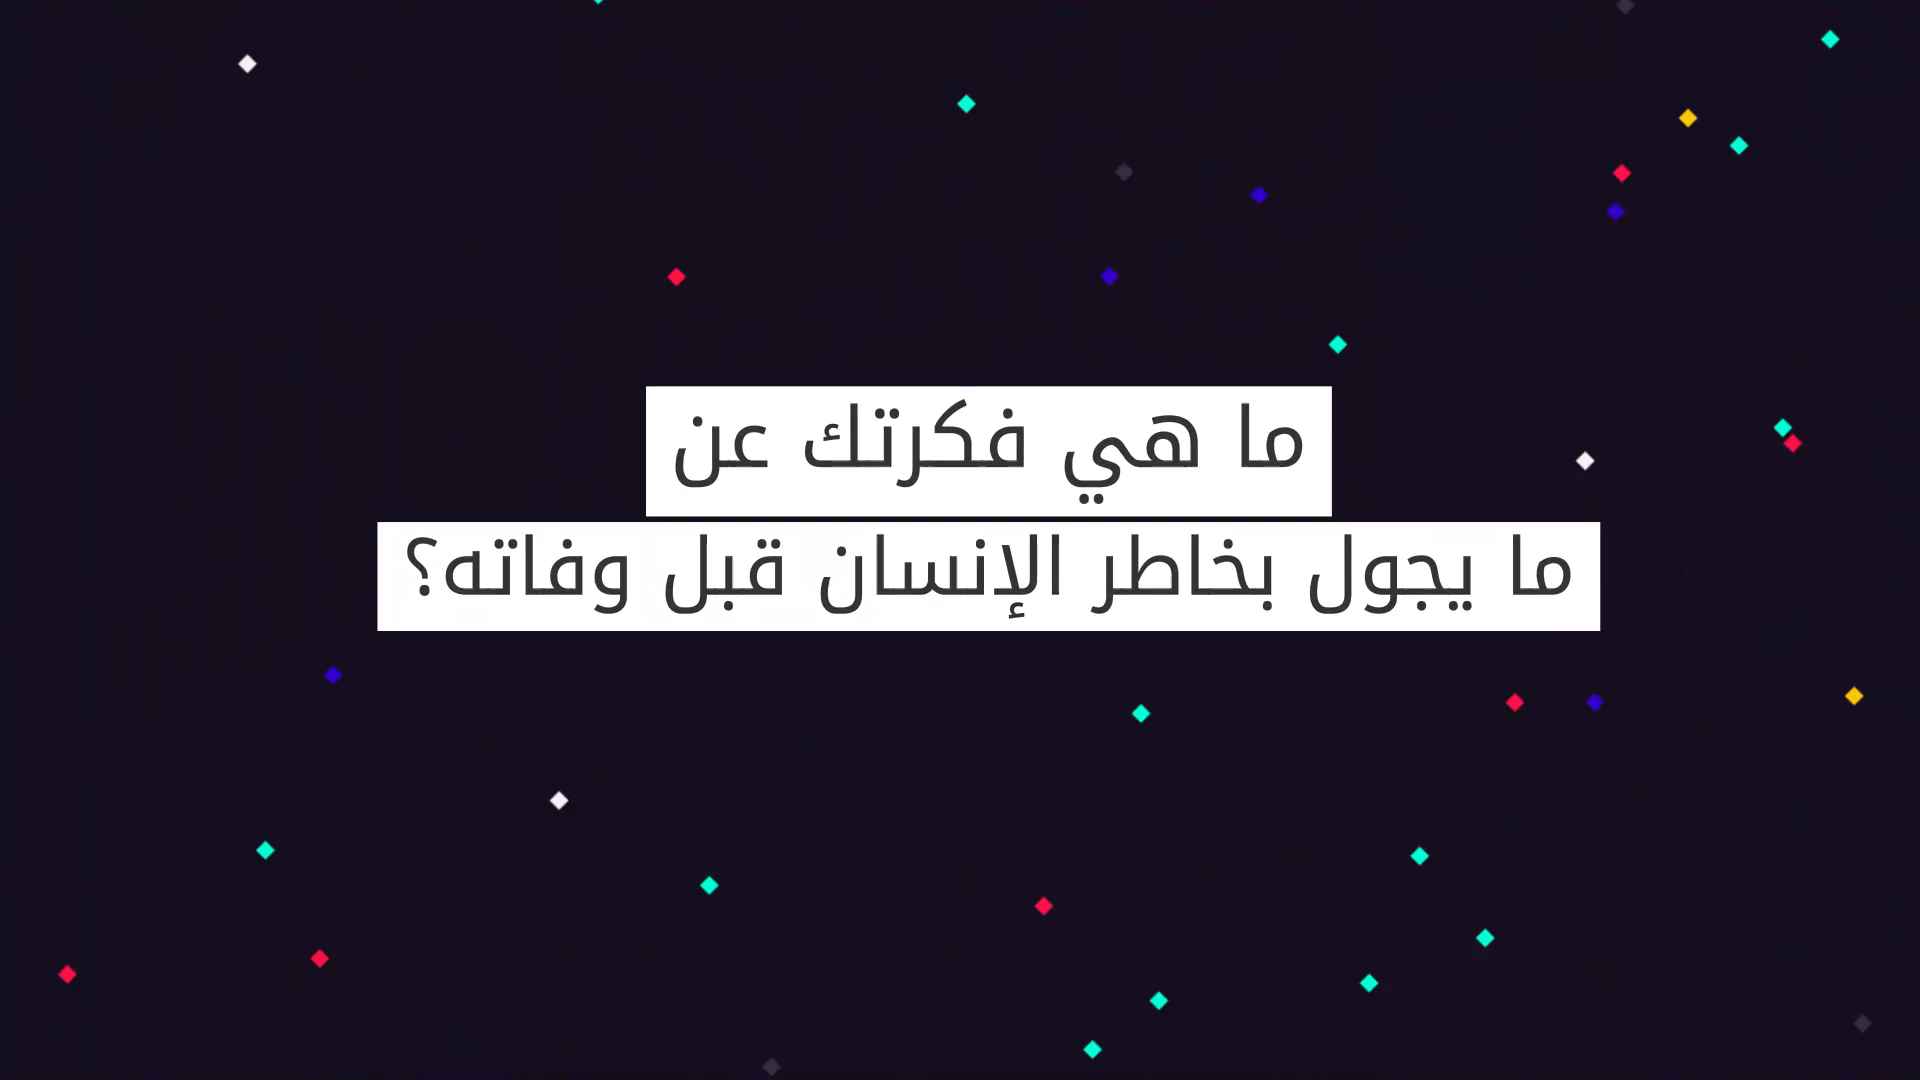 ما هي فكرتك عن
ما يجول بخاطر الإنسان قبل وفاته؟